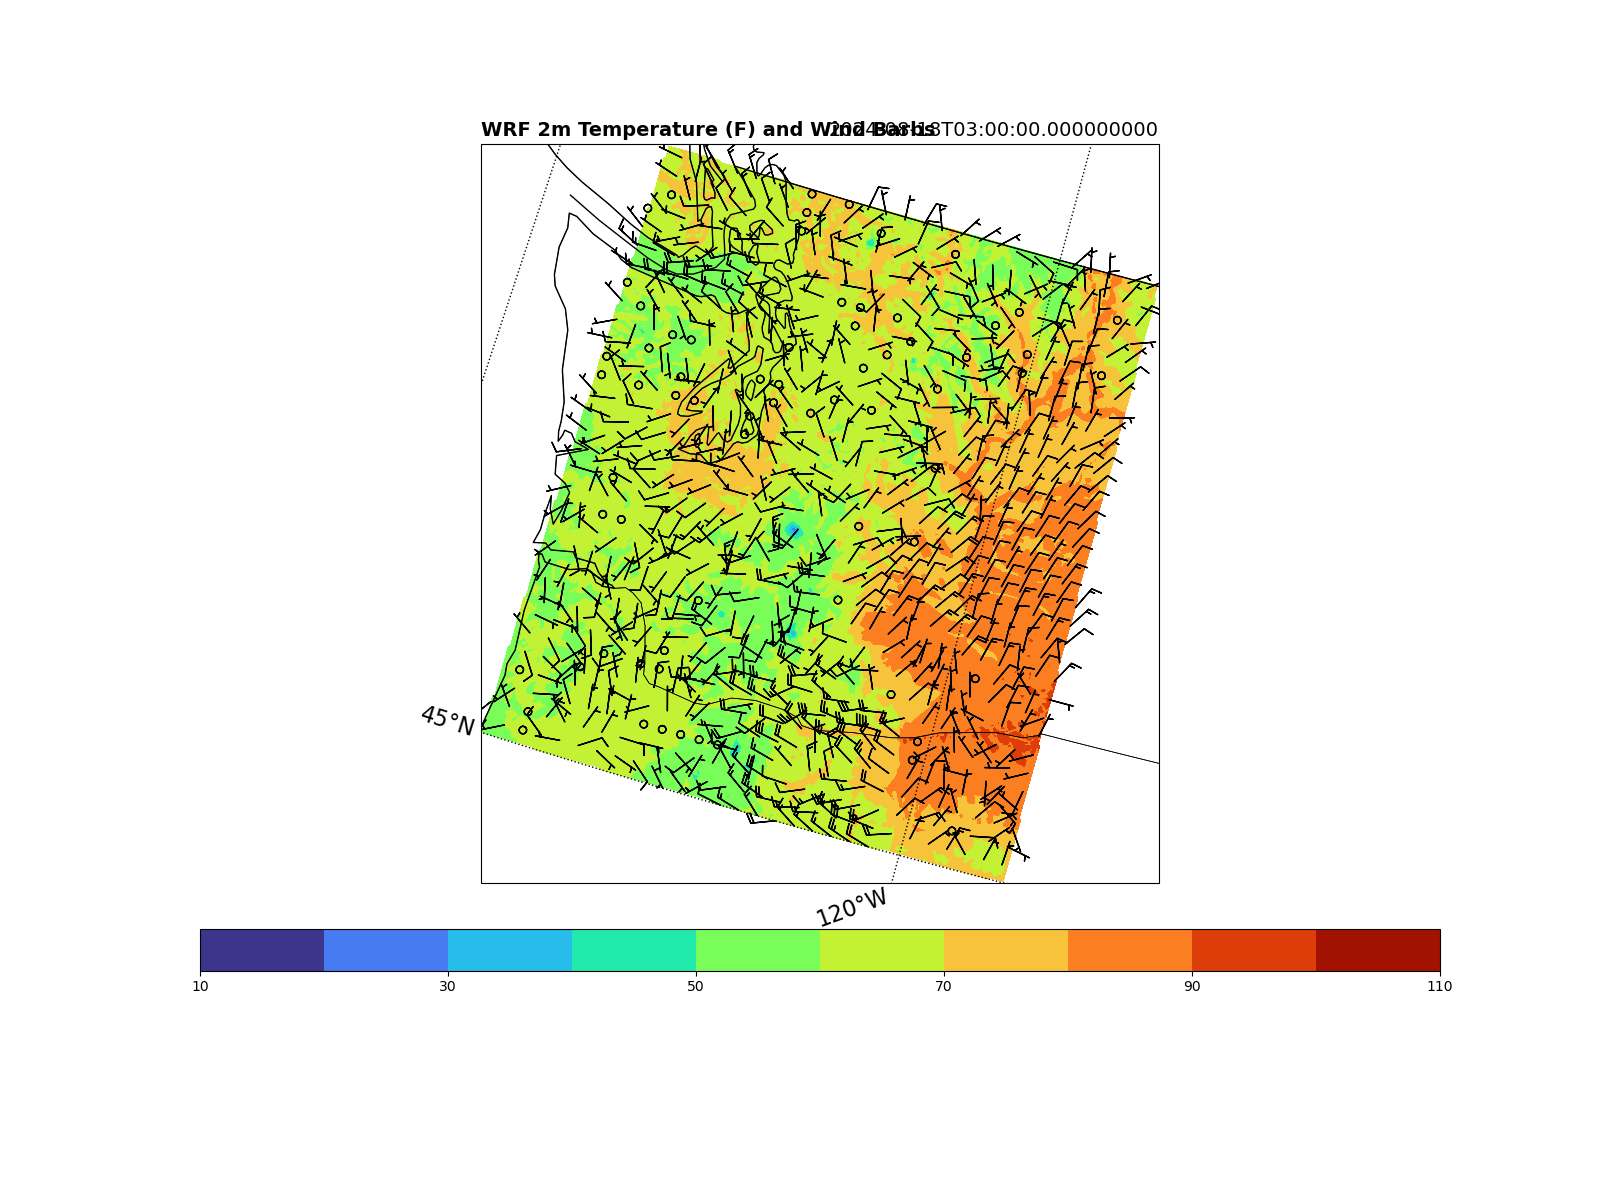 WRF 2m Temperature (F) and Wind Barbs
2024-08-18T03:00:00.000000000
45°N
120°W
10 30 50 70 90 110